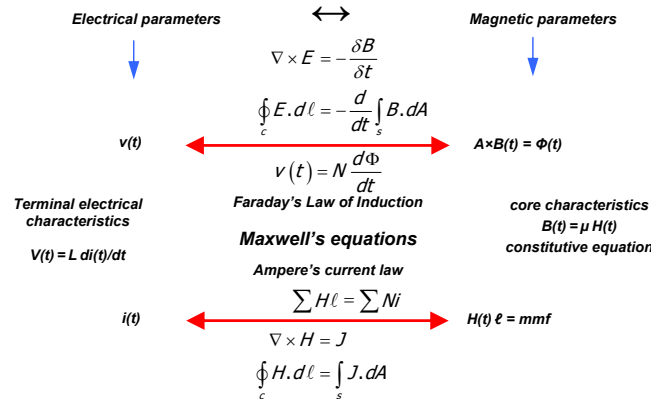 Electrical parameters ↔ Magnetic parameters
∇ × E = − δB/δt
∮c E.dℓ = − d/dt ∫s B.dA
v(t) A×B(t) = Φ(t)
v(t) = N dΦ/dt
Faraday's Law of Induction
Terminal electrical
characteristics
V(t) = L di(t)/dt
core characteristics
B(t) = μ H(t)
constitutive equation
Maxwell's equations
Ampere's current law
∑ Hℓ = ∑ Ni
i(t) H(t) ℓ = mmf
∇ × H = J
∮c H.dℓ = ∫s J.dA